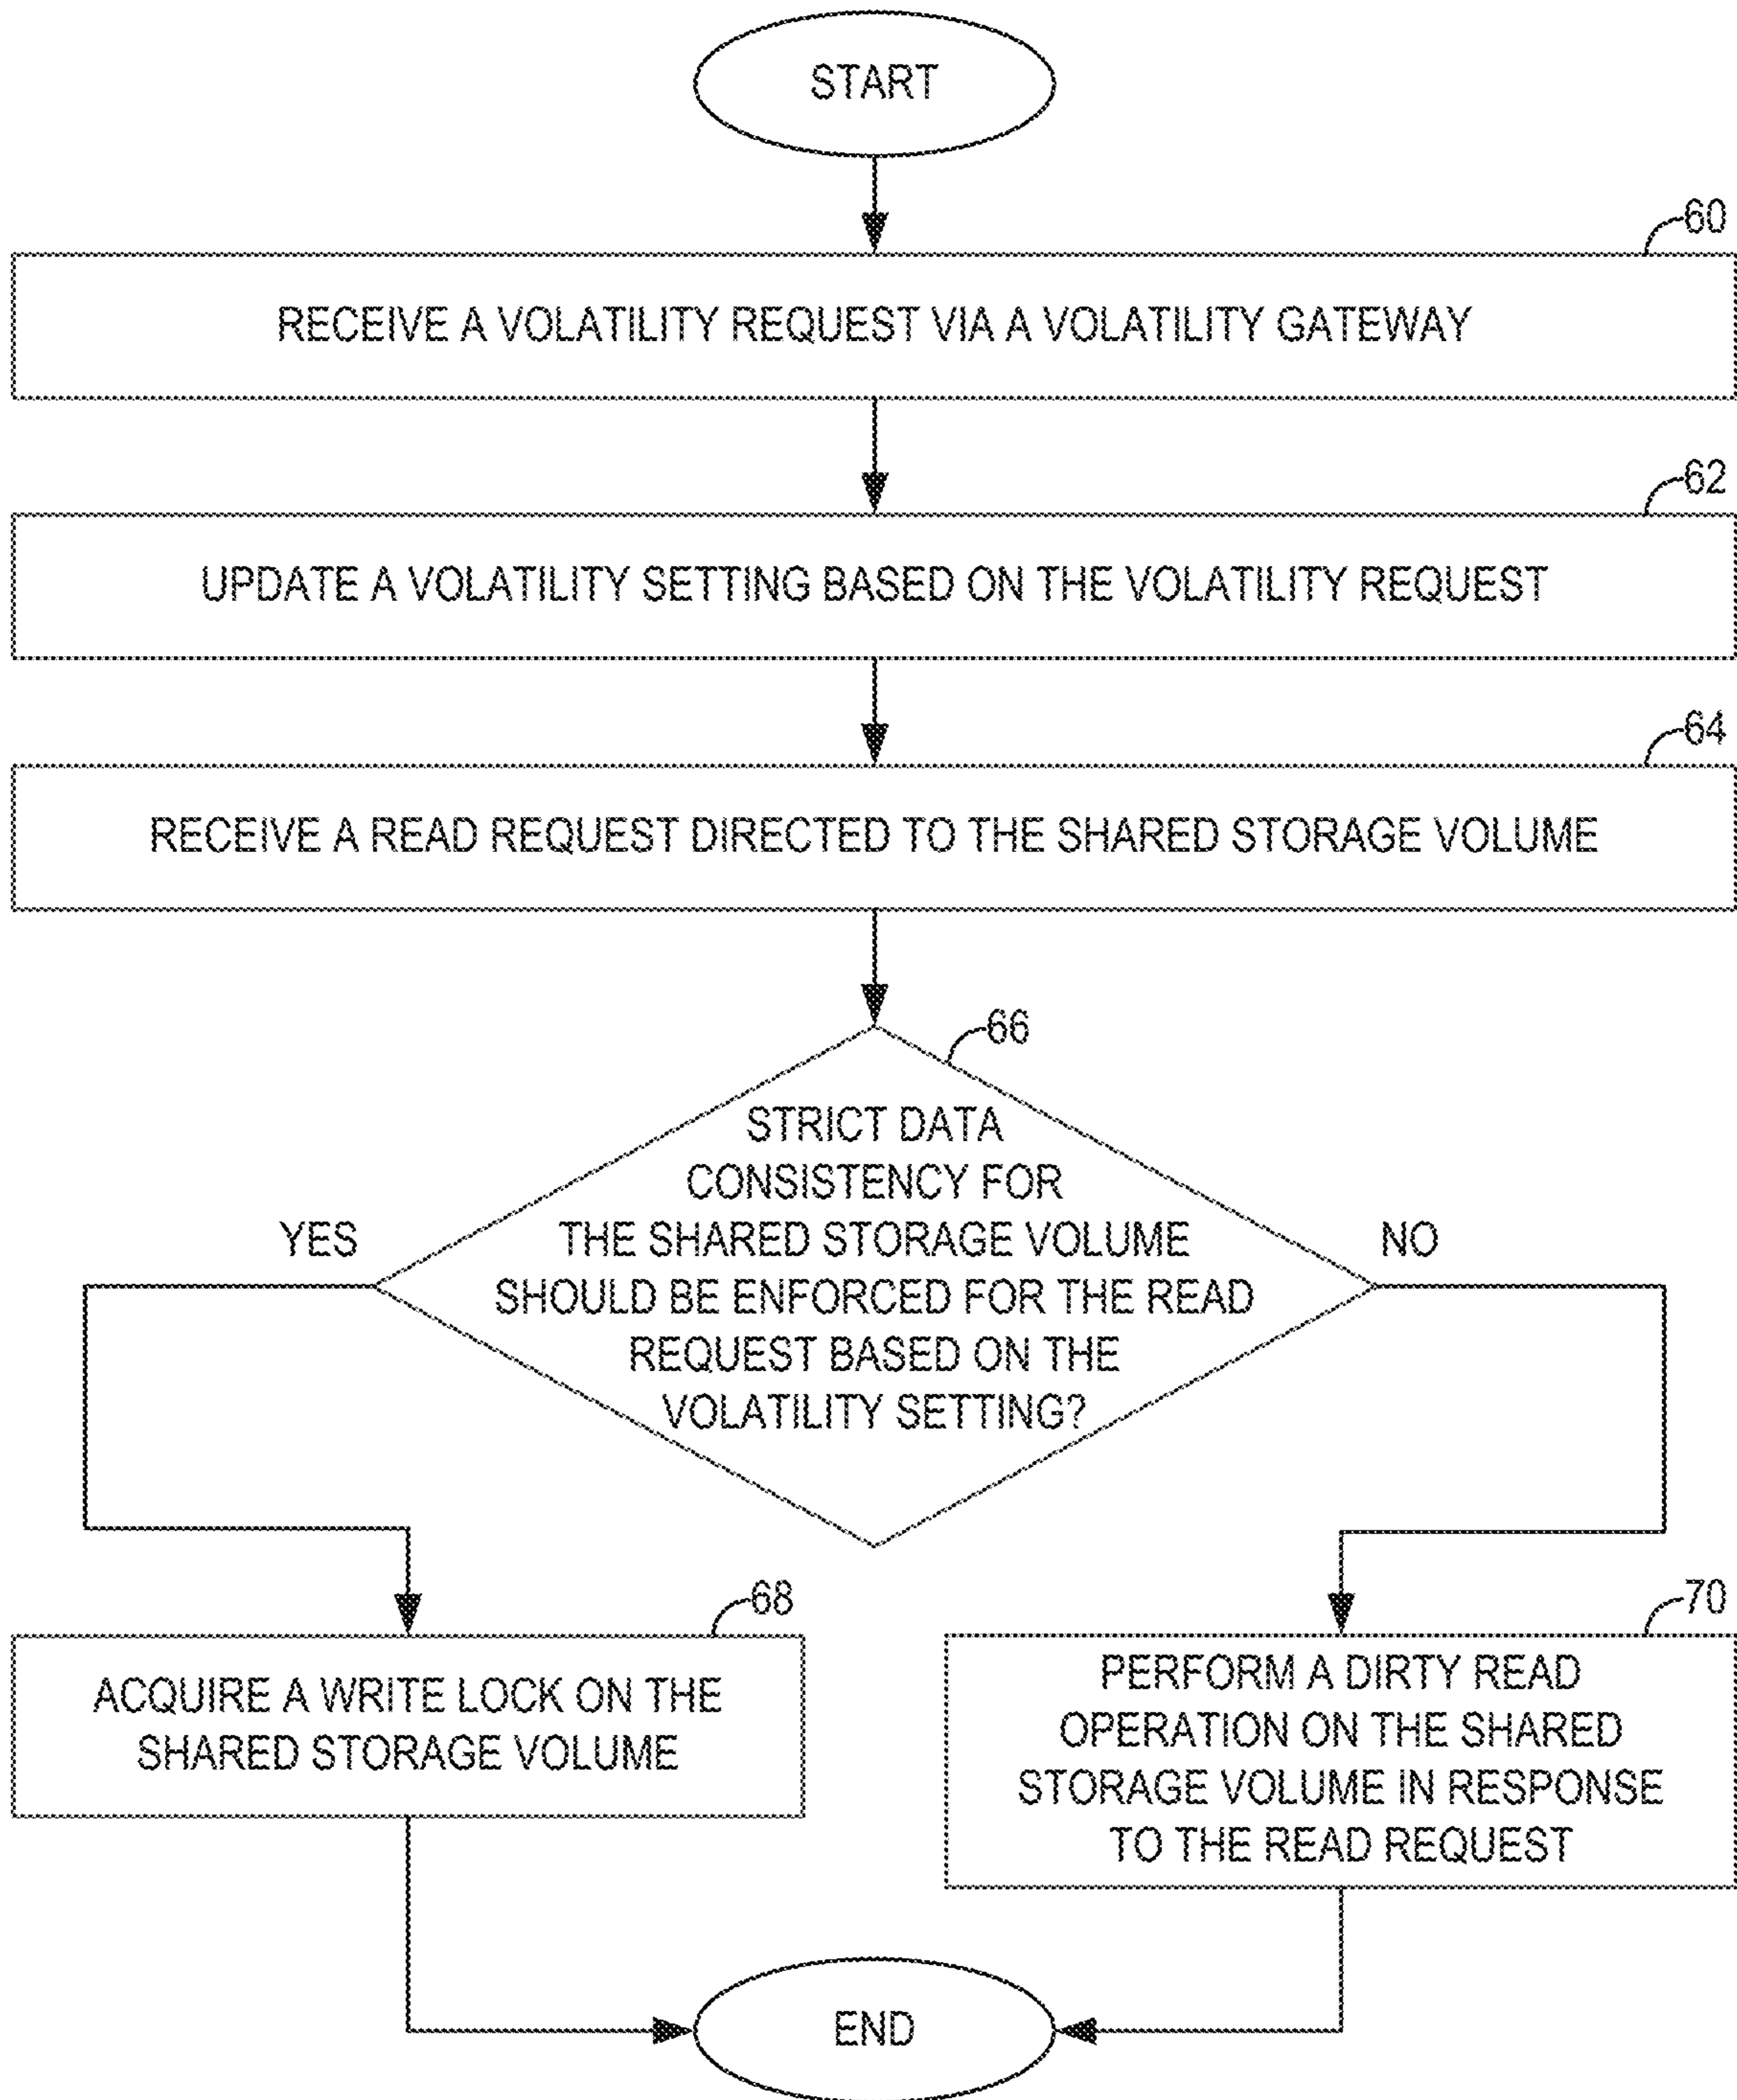 START
60
RECEIVE A VOLATILITY REQUEST VIA A VOLATILITY GATEWAY
62
UPDATE A VOLATILITY SETTING BASED ON THE VOLATILITY REQUEST
64
RECEIVE A READ REQUEST DIRECTED TO THE SHARED STORAGE VOLUME
66
STRICT DATA
CONSISTENCY FOR
THE SHARED STORAGE VOLUME
SHOULD BE ENFORCED FOR THE READ
REQUEST BASED ON THE
VOLATILITY SETTING?
YES
NO
68
ACQUIRE A WRITE LOCK ON THE
SHARED STORAGE VOLUME
70
PERFORM A DIRTY READ
OPERATION ON THE SHARED
STORAGE VOLUME IN RESPONSE
TO THE READ REQUEST
END